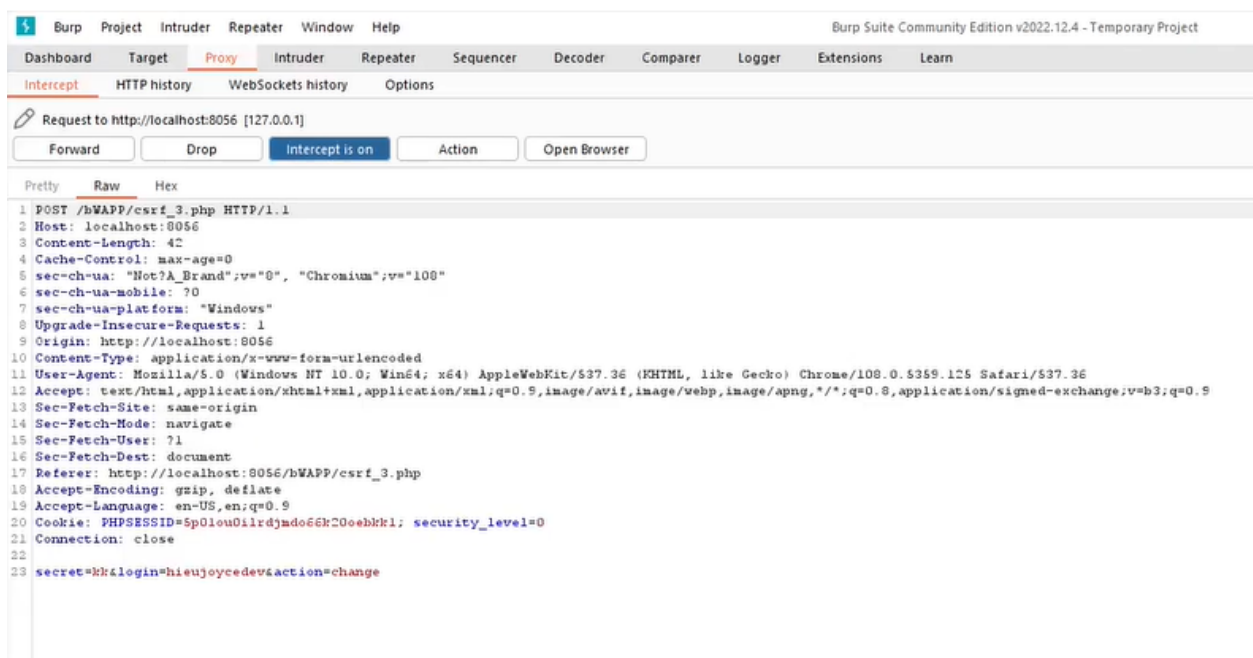 Burp Project Intruder Repeater Window Help Burp Suite Community Edition v2022.12.4 - Temporary Project
Dashboard Target Proxy Intruder Repeater Sequencer Decoder Comparer Logger Extensions Learn
Intercept HTTP history WebSockets history Options
Request to http://localhost:8056 [127.0.0.1]
Forward Drop Intercept is on Action Open Browser
Pretty Raw Hex
1 POST /bWAPP/csrf_3.php HTTP/1.1
2 Host: localhost:8056
3 Content-Length: 42
4 Cache-Control: max-age=0
5 sec-ch-ua: "Not?A_Brand";v="8", "Chromium";v="108"
6 sec-ch-ua-mobile: ?0
7 sec-ch-ua-platform: "Windows"
8 Upgrade-Insecure-Requests: 1
9 Origin: http://localhost:8056
10 Content-Type: application/x-www-form-urlencoded
11 User-Agent: Mozilla/5.0 (Windows NT 10.0; Win64; x64) AppleWebKit/537.36 (KHTML, like Gecko) Chrome/108.0.5359.125 Safari/537.36
12 Accept: text/html,application/xhtml+xml,application/xml;q=0.9,image/avif,image/webp,image/apng,*/*;q=0.8,application/signed-exchange;v=b3;q=0.9
13 Sec-Fetch-Site: same-origin
14 Sec-Fetch-Mode: navigate
15 Sec-Fetch-User: ?1
16 Sec-Fetch-Dest: document
17 Referer: http://localhost:8056/bWAPP/csrf_3.php
18 Accept-Encoding: gzip, deflate
19 Accept-Language: en-US,en;q=0.9
20 Cookie: PHPSESSID=5p0lou0ilrdjmdo66k20oebkkl; security_level=0
21 Connection: close
22
23 secret=kk&login=hieujoycedev&action=change